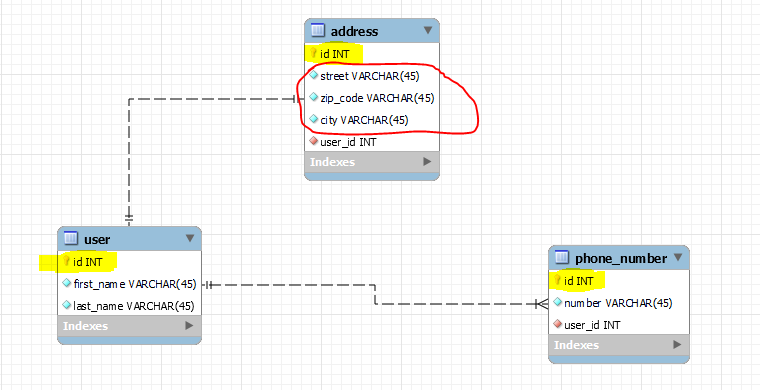 address
id INT
street VARCHAR(45)
zip_code VARCHAR(45)
city VARCHAR(45)
user_id INT
Indexes
user
id INT
first_name VARCHAR(45)
last_name VARCHAR(45)
Indexes
phone_number
id INT
number VARCHAR(45)
user_id INT
Indexes